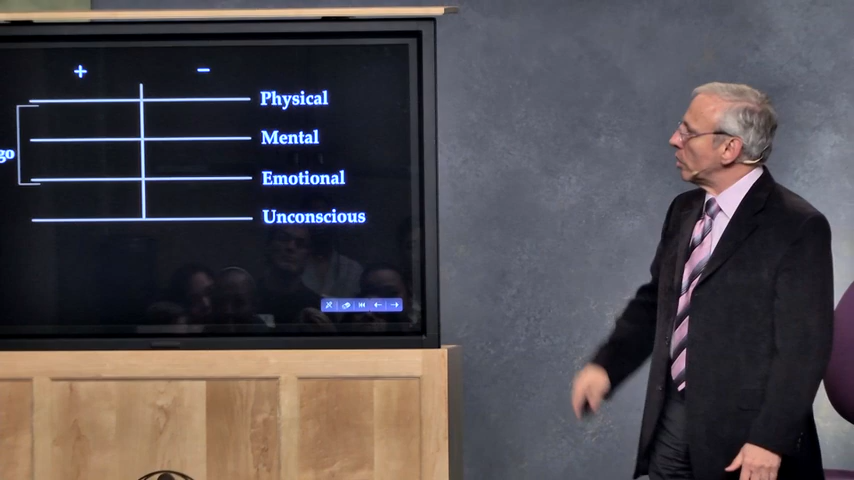 + −
Physical
Mental
go
Emotional
Unconscious